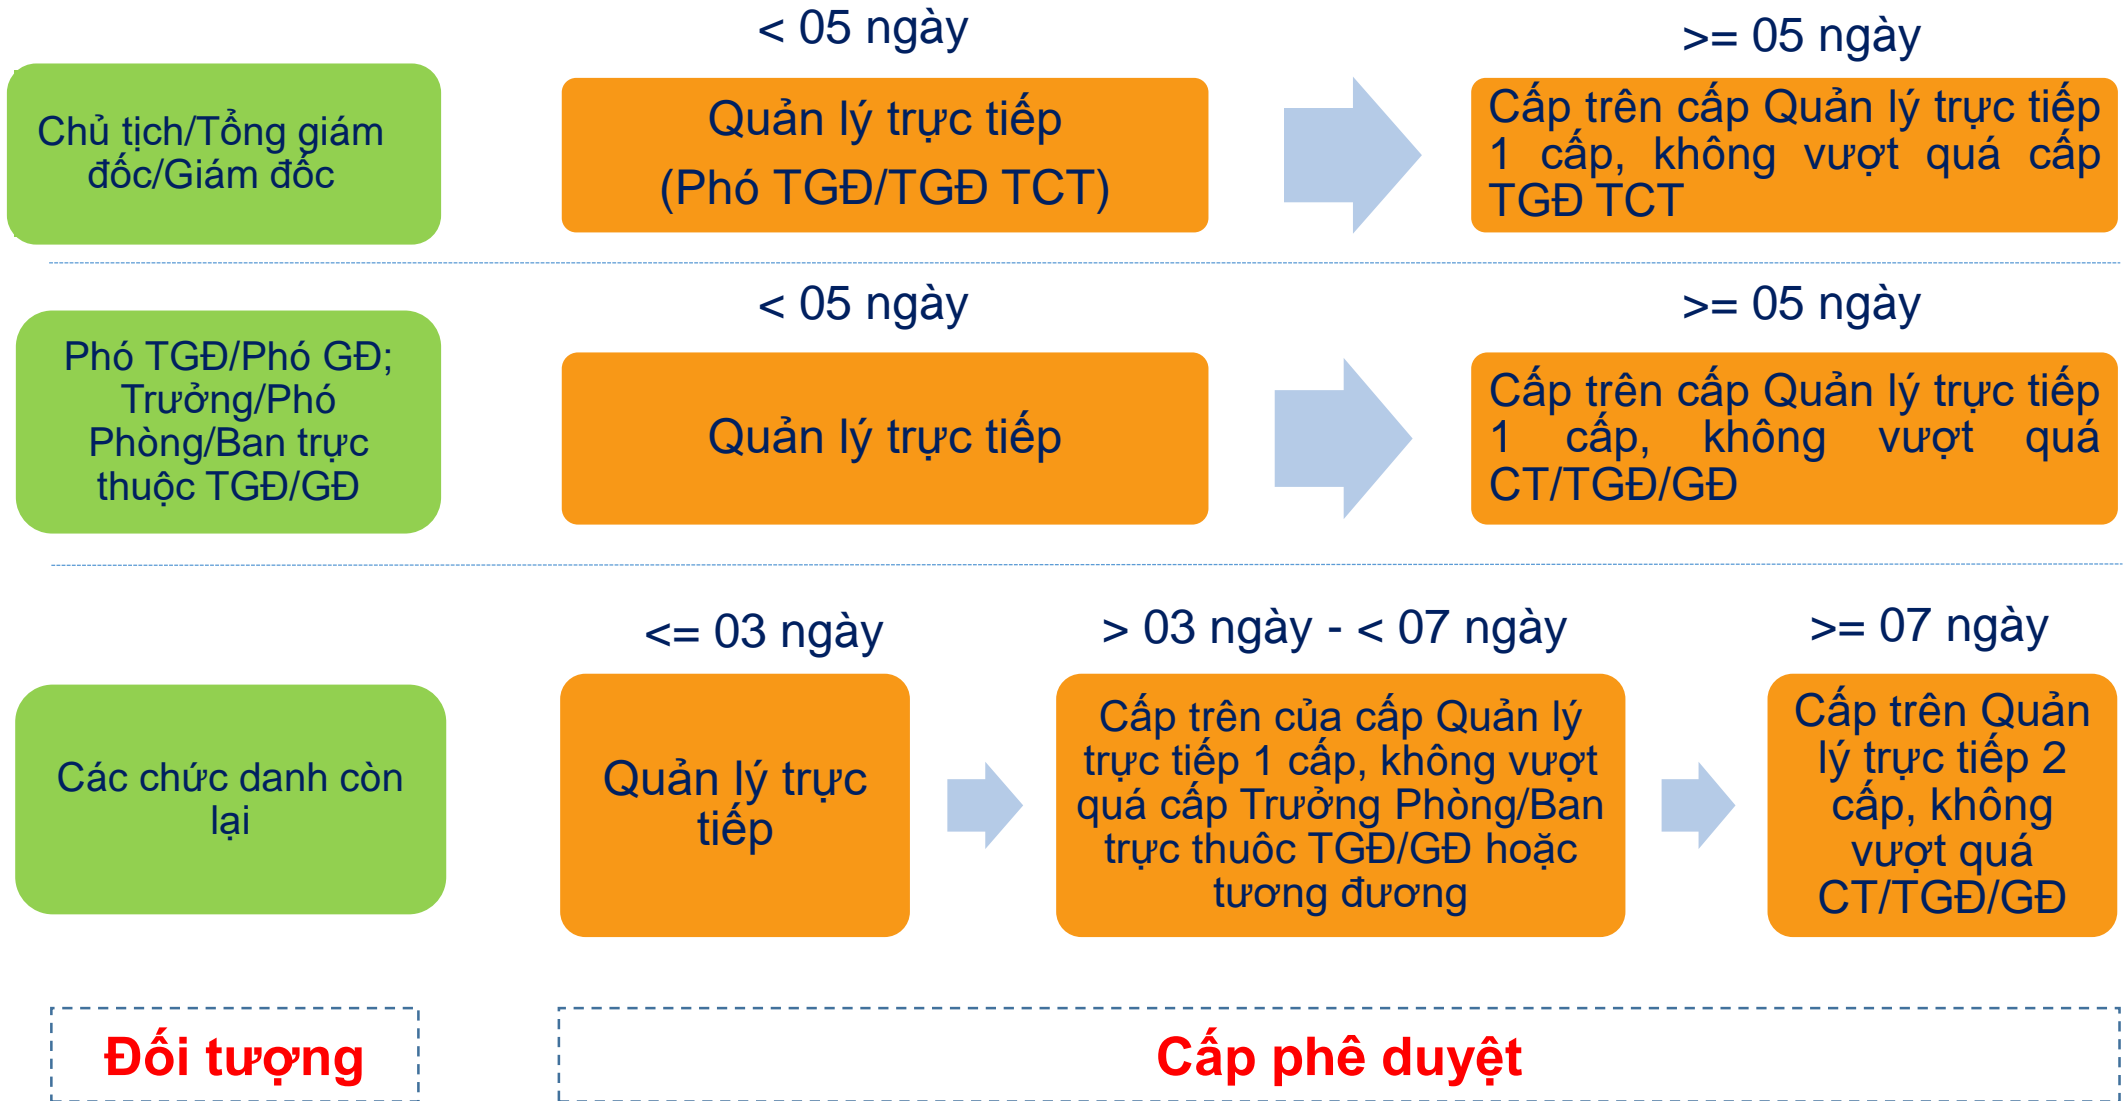 < 05 ngày
>= 05 ngày
Chủ tịch/Tổng giám
đốc/Giám đốc
Quản lý trực tiếp
(Phó TGĐ/TGĐ TCT)
Cấp trên cấp Quản lý trực tiếp
1 cấp, không vượt quá cấp
TGĐ TCT
< 05 ngày
>= 05 ngày
Phó TGĐ/Phó GĐ;
Trưởng/Phó
Phòng/Ban trực
thuộc TGĐ/GĐ
Quản lý trực tiếp
Cấp trên cấp Quản lý trực tiếp
1 cấp, không vượt quá
CT/TGĐ/GĐ
<= 03 ngày
> 03 ngày - < 07 ngày
>= 07 ngày
Các chức danh còn
lại
Quản lý trực
tiếp
Cấp trên của cấp Quản lý
trực tiếp 1 cấp, không vượt
quá cấp Trưởng Phòng/Ban
trực thuôc TGĐ/GĐ hoặc
tương đương
Cấp trên Quản
lý trực tiếp 2
cấp, không
vượt quá
CT/TGĐ/GĐ
Đối tượng
Cấp phê duyệt